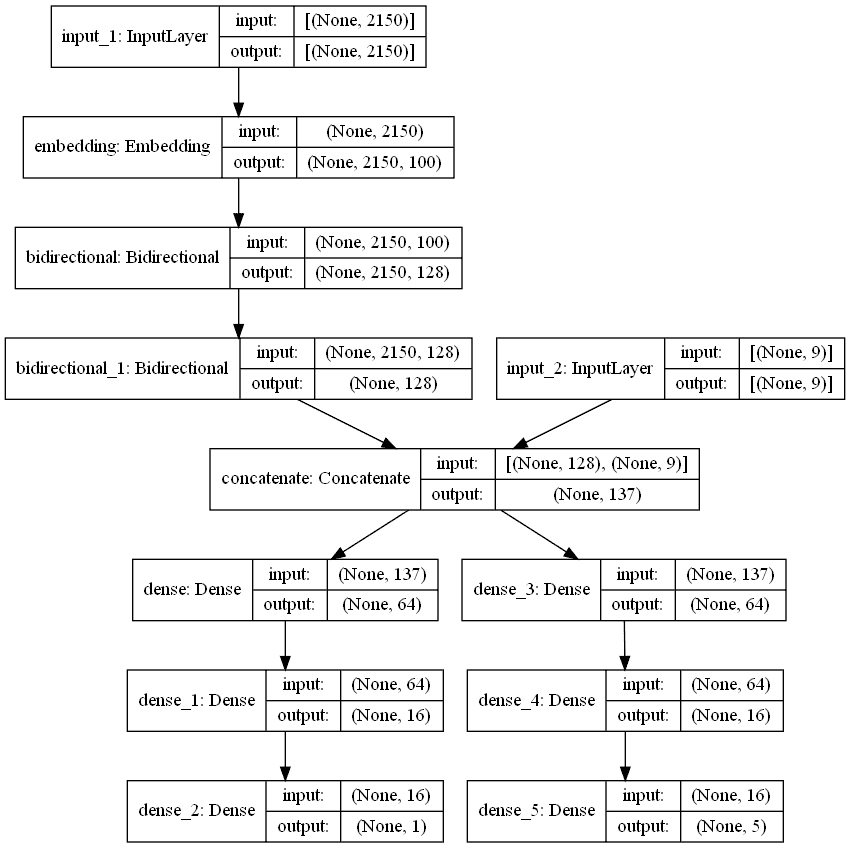 input_1: InputLayer
input: [(None, 2150)]
output: [(None, 2150)]
embedding: Embedding
input: (None, 2150)
output: (None, 2150, 100)
bidirectional: Bidirectional
input: (None, 2150, 100)
output: (None, 2150, 128)
bidirectional_1: Bidirectional
input: (None, 2150, 128)
output: (None, 128)
input_2: InputLayer
input: [(None, 9)]
output: [(None, 9)]
concatenate: Concatenate
input: [(None, 128), (None, 9)]
output: (None, 137)
dense: Dense
input: (None, 137)
output: (None, 64)
dense_3: Dense
input: (None, 137)
output: (None, 64)
dense_1: Dense
input: (None, 64)
output: (None, 16)
dense_4: Dense
input: (None, 64)
output: (None, 16)
dense_2: Dense
input: (None, 16)
output: (None, 1)
dense_5: Dense
input: (None, 16)
output: (None, 5)